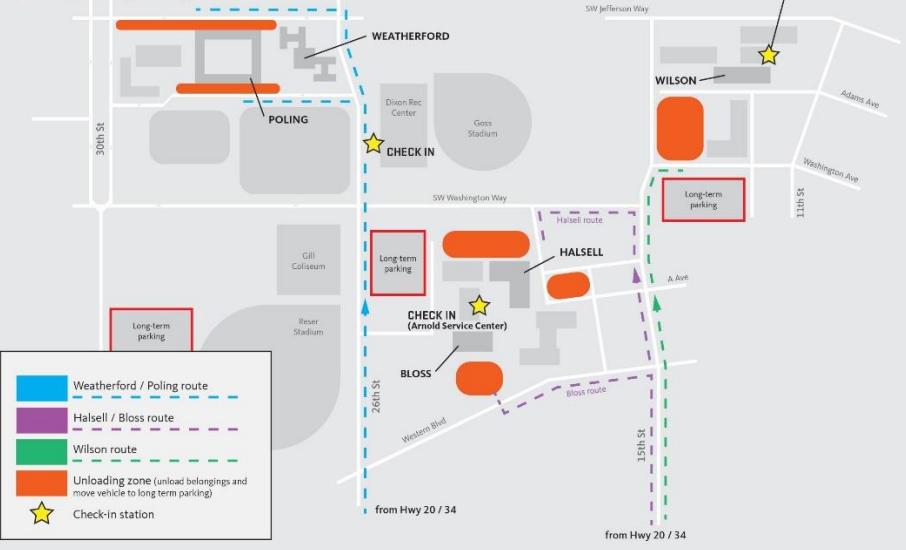 SW Jefferson Way
WEATHERFORD
WILSON
Adams Ave
Dixon Rec
Center
Goss
Stadium
POLING
30th St
CHECK IN
Washington Ave
Long-term
parking
11th St
SW Washington Way
Halsell route
Gill
Coliseum
Long-term
parking
HALSELL
A Ave
CHECK IN
(Arnold Service Center)
Long-term
parking
Reser
Stadium
BLOSS
Bloss route
26th St
Western Blvd
15th St
Weatherford / Poling route
Halsell / Bloss route
Wilson route
Unloading zone (unload belongings and
move vehicle to long term parking)
Check-in station
from Hwy 20 / 34
from Hwy 20 / 34